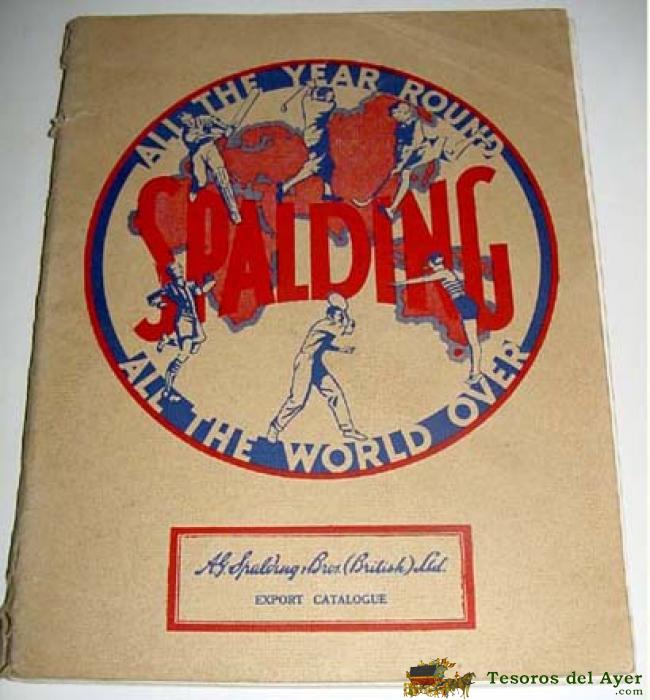 ALL THE YEAR ROUND
SPALDING
ALL THE WORLD OVER
A.G. Spalding & Bros. (British) Ltd.
EXPORT CATALOGUE
Tesoros del Ayer
.com